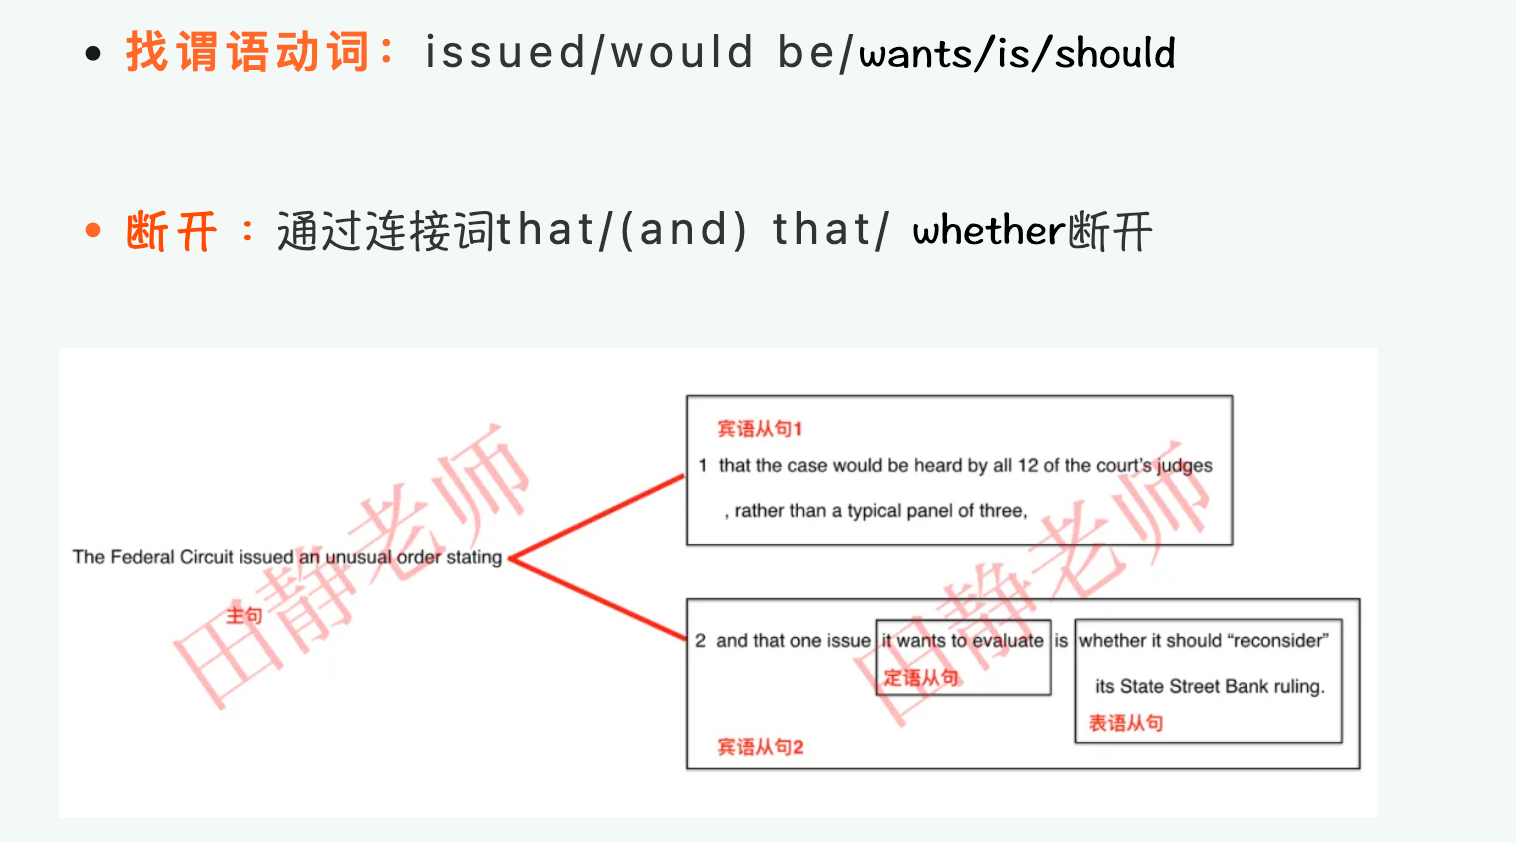 • 找谓语动词：issued/would be/wants/is/should
• 断开：通过连接词that/(and) that/ whether断开
宾语从句1
1 that the case would be heard by all 12 of the court's judges
, rather than a typical panel of three,
The Federal Circuit issued an unusual order stating
主句
2 and that one issue it wants to evaluate is whether it should “reconsider”
定语从句
its State Street Bank ruling.
表语从句
宾语从句2
田静老师
田静老师